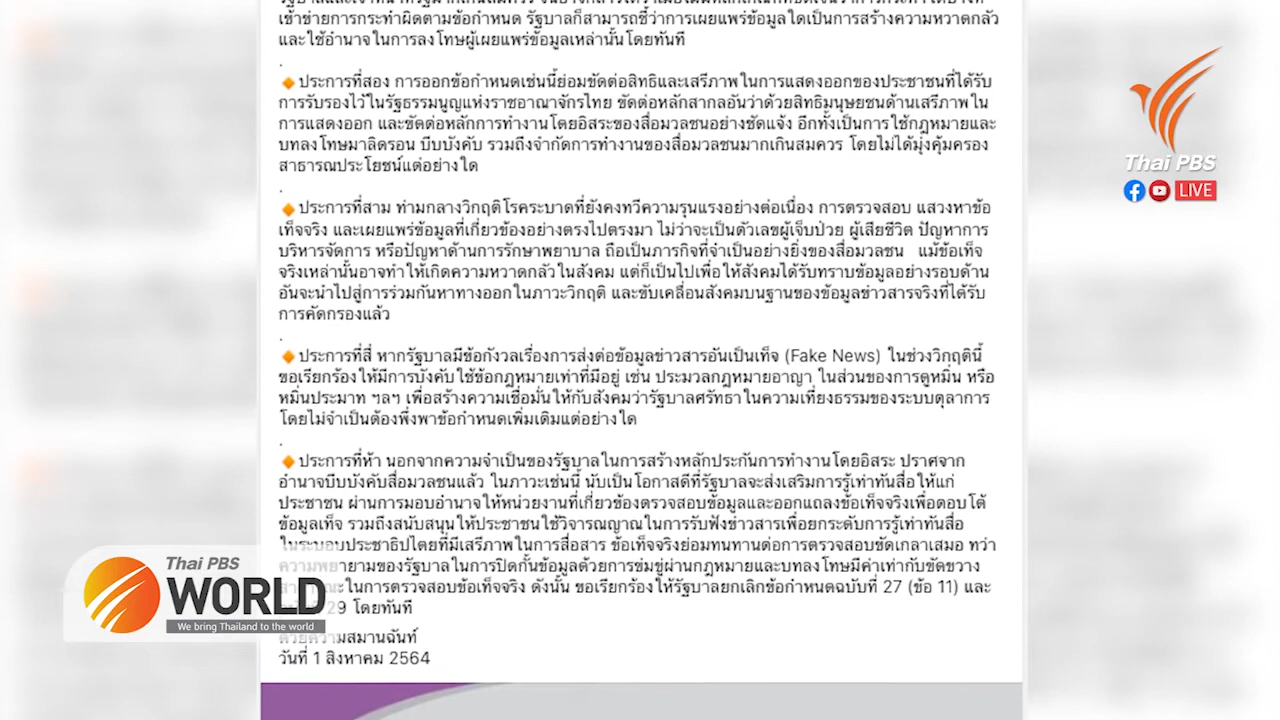 เข้าข่ายการกระทำผิดตามข้อกำหนด รัฐบาลก็สามารถชี้ว่าการเผยแพร่ข้อมูลใดเป็นการสร้างความหวาดกลัว
และใช้อำนาจในการลงโทษผู้เผยแพร่ข้อมูลเหล่านั้นโดยทันที
.
ประการที่สอง การออกข้อกำหนดเช่นนี้ย่อมขัดต่อสิทธิและเสรีภาพในการแสดงออกของประชาชนที่ได้รับ
การรับรองไว้ในรัฐธรรมนูญแห่งราชอาณาจักรไทย ขัดต่อหลักสากลอันว่าด้วยสิทธิมนุษยชนด้านเสรีภาพใน
การแสดงออก และขัดต่อหลักการทำงานโดยอิสระของสื่อมวลชนอย่างชัดแจ้ง อีกทั้งเป็นการใช้กฎหมายและ
บทลงโทษมาลิดรอน บีบบังคับ รวมถึงจำกัดการทำงานของสื่อมวลชนมากเกินสมควร โดยไม่ได้มุ่งคุ้มครอง
สาธารณประโยชน์แต่อย่างใด
.
ประการที่สาม ท่ามกลางวิกฤติโรคระบาดที่ยังคงทวีความรุนแรงอย่างต่อเนื่อง การตรวจสอบ แสวงหาข้อ
เท็จจริง และเผยแพร่ข้อมูลที่เกี่ยวข้องอย่างตรงไปตรงมา ไม่ว่าจะเป็นตัวเลขผู้เจ็บป่วย ผู้เสียชีวิต ปัญหาการ
บริหารจัดการ หรือปัญหาด้านการรักษาพยาบาล ถือเป็นภารกิจที่จำเป็นอย่างยิ่งของสื่อมวลชน แม้ข้อเท็จ
จริงเหล่านั้นอาจทำให้เกิดความหวาดกลัวในสังคม แต่ก็เป็นไปเพื่อให้สังคมได้รับทราบข้อมูลอย่างรอบด้าน
อันจะนำไปสู่การร่วมกันหาทางออกในภาวะวิกฤติ และขับเคลื่อนสังคมบนฐานของข้อมูลข่าวสารจริงที่ได้รับ
การคัดกรองแล้ว
.
ประการที่สี่ หากรัฐบาลมีข้อกังวลเรื่องการส่งต่อข้อมูลข่าวสารอันเป็นเท็จ (Fake News) ในช่วงวิกฤตินี้
ขอเรียกร้องให้มีการบังคับใช้ข้อกฎหมายเท่าที่มีอยู่ เช่น ประมวลกฎหมายอาญา ในส่วนของการดูหมิ่น หรือ
หมิ่นประมาท ฯลฯ เพื่อสร้างความเชื่อมั่นให้กับสังคมว่ารัฐบาลศรัทธาในความเที่ยงธรรมของระบบตุลาการ
โดยไม่จำเป็นต้องพึ่งพาข้อกำหนดเพิ่มเติมแต่อย่างใด
.
ประการที่ห้า นอกจากความจำเป็นของรัฐบาลในการสร้างหลักประกันการทำงานโดยอิสระ ปราศจาก
อำนาจบีบบังคับสื่อมวลชนแล้ว ในภาวะเช่นนี้ นับเป็นโอกาสดีที่รัฐบาลจะส่งเสริมการรู้เท่าทันสื่อให้แก่
ประชาชน ผ่านการมอบอำนาจให้หน่วยงานที่เกี่ยวข้องตรวจสอบข้อมูลและออกแถลงข้อเท็จจริงเพื่อตอบโต้
ข้อมูลเท็จ รวมถึงสนับสนุนให้ประชาชนใช้วิจารณญาณในการรับฟังข่าวสารเพื่อยกระดับการรู้เท่าทันสื่อ
ในระบอบประชาธิปไตยที่มีเสรีภาพในการสื่อสาร ข้อเท็จจริงย่อมทนทานต่อการตรวจสอบขัดเกลาเสมอ ทว่า
ความพยายามของรัฐบาลในการปิดกั้นข้อมูลด้วยการข่มขู่ผ่านกฎหมายและบทลงโทษมีค่าเท่ากับขัดขวาง
ในการตรวจสอบข้อเท็จจริง ดังนั้น ขอเรียกร้องให้รัฐบาลยกเลิกข้อกำหนดฉบับที่ 27 (ข้อ 11) และ
29 โดยทันที
ด้วยความสมานฉันท์
วันที่ 1 สิงหาคม 2564
Thai PBS
LIVE
Thai PBS
WORLD
We bring Thailand to the world